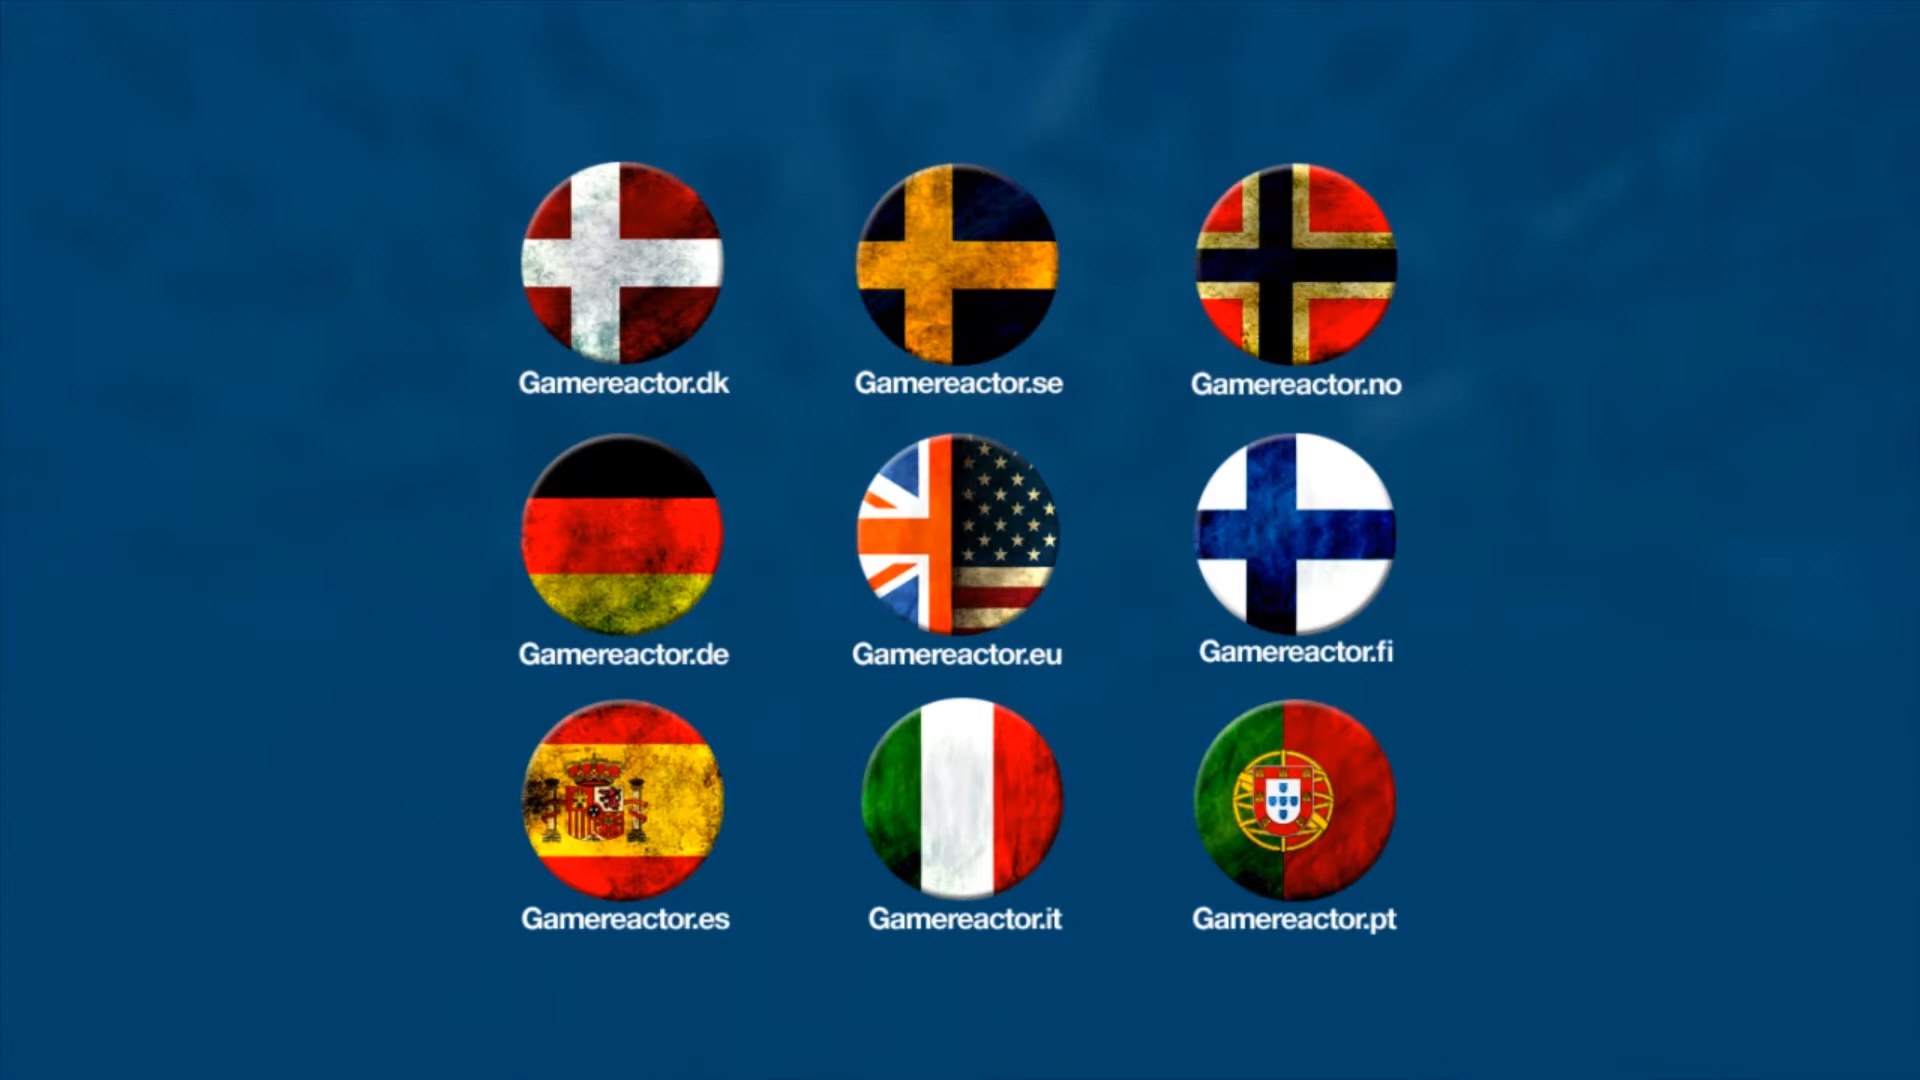 Gamereactor.dk
Gamereactor.se
Gamereactor.no
Gamereactor.de
Gamereactor.eu
Gamereactor.fi
Gamereactor.es
Gamereactor.it
Gamereactor.pt